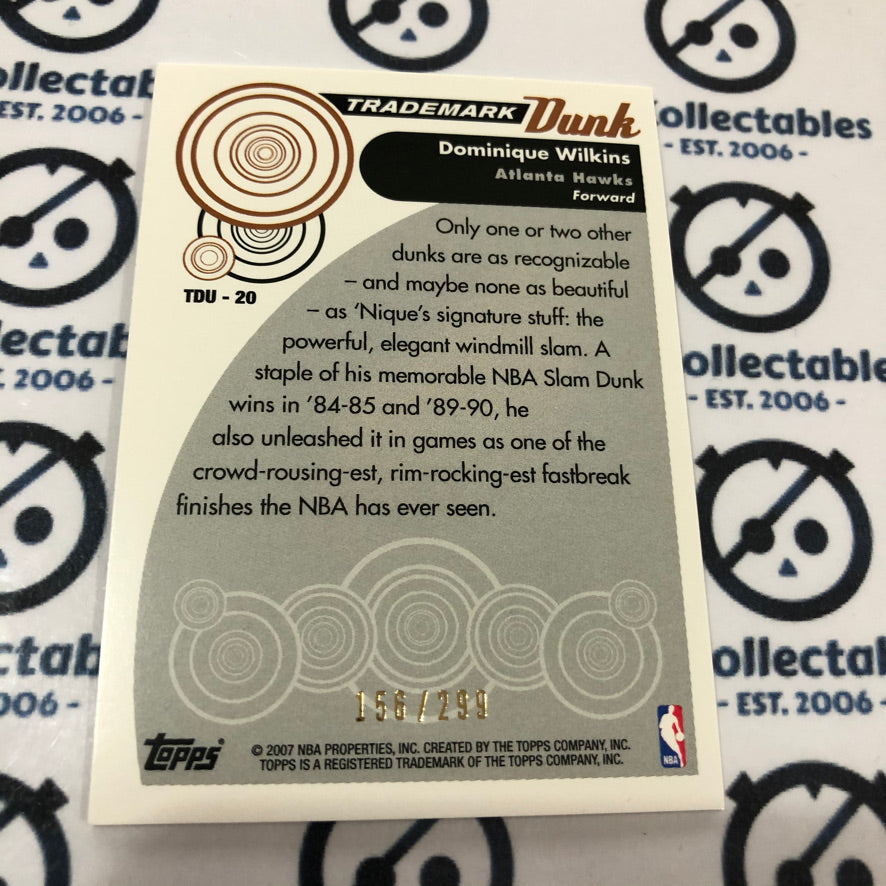 TRADEMARK Dunk
Dominique Wilkins
Atlanta Hawks
Forward
TDU - 20
Only one or two other
dunks are as recognizable
– and maybe none as beautiful
– as ‘Nique’s signature stuff: the
powerful, elegant windmill slam. A
staple of his memorable NBA Slam Dunk
wins in ’84-85 and ’89-90, he
also unleashed it in games as one of the
crowd-rousing-est, rim-rocking-est fastbreak
finishes the NBA has ever seen.
156/299
topps
© 2007 NBA PROPERTIES, INC. CREATED BY THE TOPPS COMPANY, INC.
TOPPS IS A REGISTERED TRADEMARK OF THE TOPPS COMPANY, INC.
NBA
ollectab
EST. 2006 -
ollectables
- EST. 2006 -
ectab
. 2006 -
ollectable
- EST. 2006 -
ctab
006 -
ollectab
- EST. 2006 -